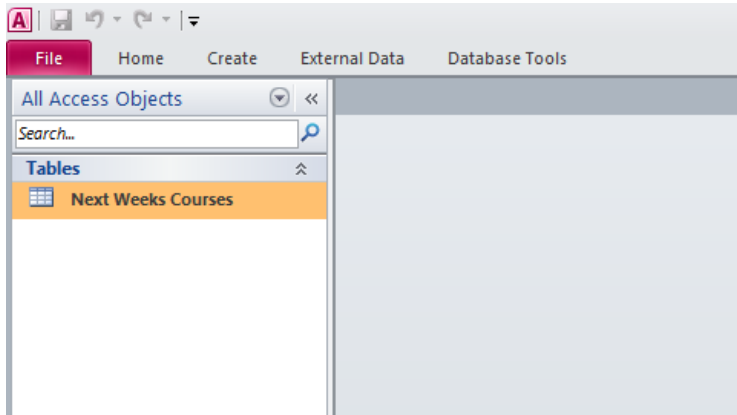 A
File Home Create External Data Database Tools
All Access Objects
Search...
Tables
Next Weeks Courses